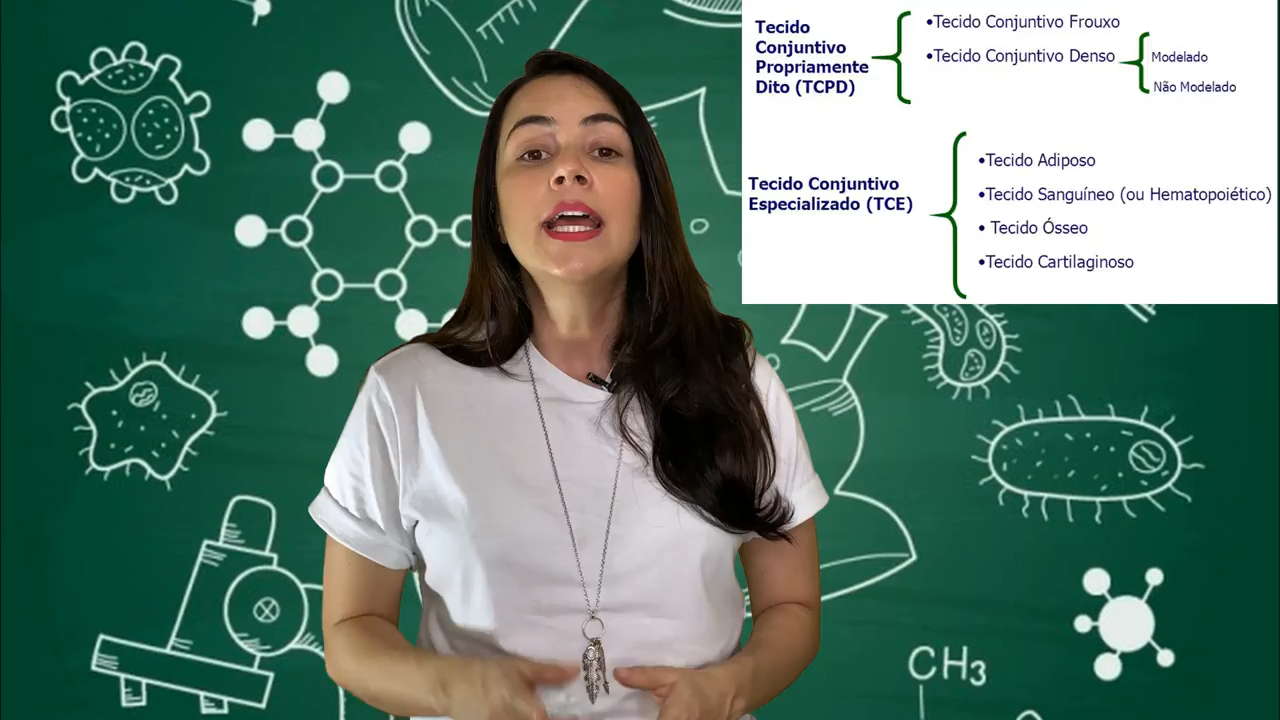 Tecido
Conjuntivo
Propriamente
Dito (TCPD)
•Tecido Conjuntivo Frouxo
•Tecido Conjuntivo Denso
Modelado
Não Modelado
Tecido Conjuntivo
Especializado (TCE)
•Tecido Adiposo
•Tecido Sanguíneo (ou Hematopoiético)
• Tecido Ósseo
•Tecido Cartilaginoso
CH3